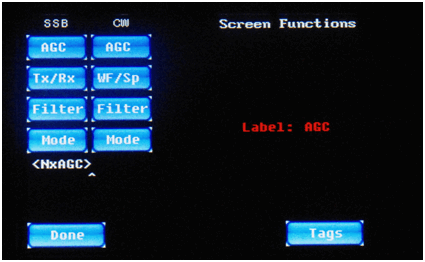 SSB CW Screen Functions
AGC AGC
Tx/Rx WF/Sp
Filter Filter
Label: AGC
Mode Mode
<NxAGC>
^
Done Tags